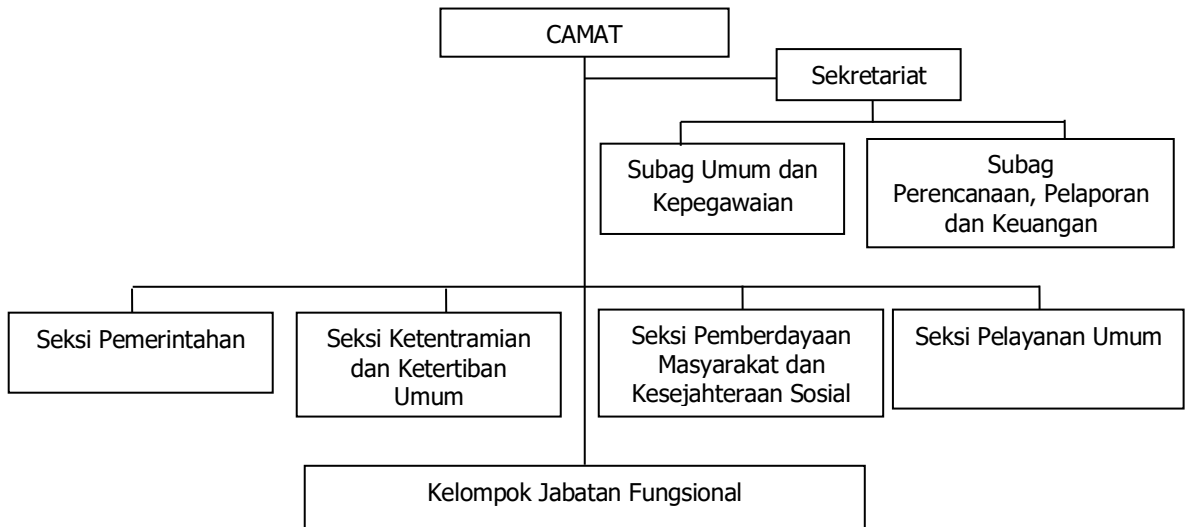 CAMAT
Sekretariat
Subag Umum dan
Kepegawaian
Subag
Perencanaan, Pelaporan
dan Keuangan
Seksi Pemerintahan
Seksi Ketentramian
dan Ketertiban
Umum
Seksi Pemberdayaan
Masyarakat dan
Kesejahteraan Sosial
Seksi Pelayanan Umum
Kelompok Jabatan Fungsional